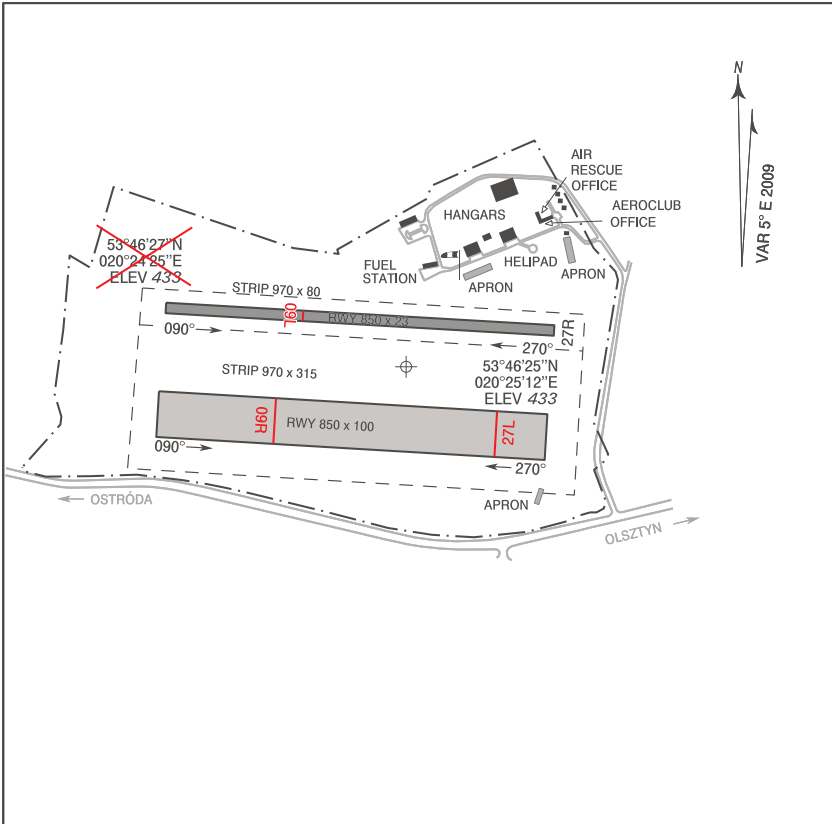 N
VAR 5° E 2009
AIR
RESCUE
OFFICE
AEROCLUB
OFFICE
HANGARS
53°46'27"N
020°24'25"E
ELEV 433
FUEL
STATION
HELIPAD
APRON
APRON
STRIP 970 x 80
09L
RWY 850 x 23
27R
090°
270°
53°46'25"N
020°25'12"E
ELEV 433
STRIP 970 x 315
09R
RWY 850 x 100
27L
090°
270°
APRON
OSTRÓDA
OLSZTYN